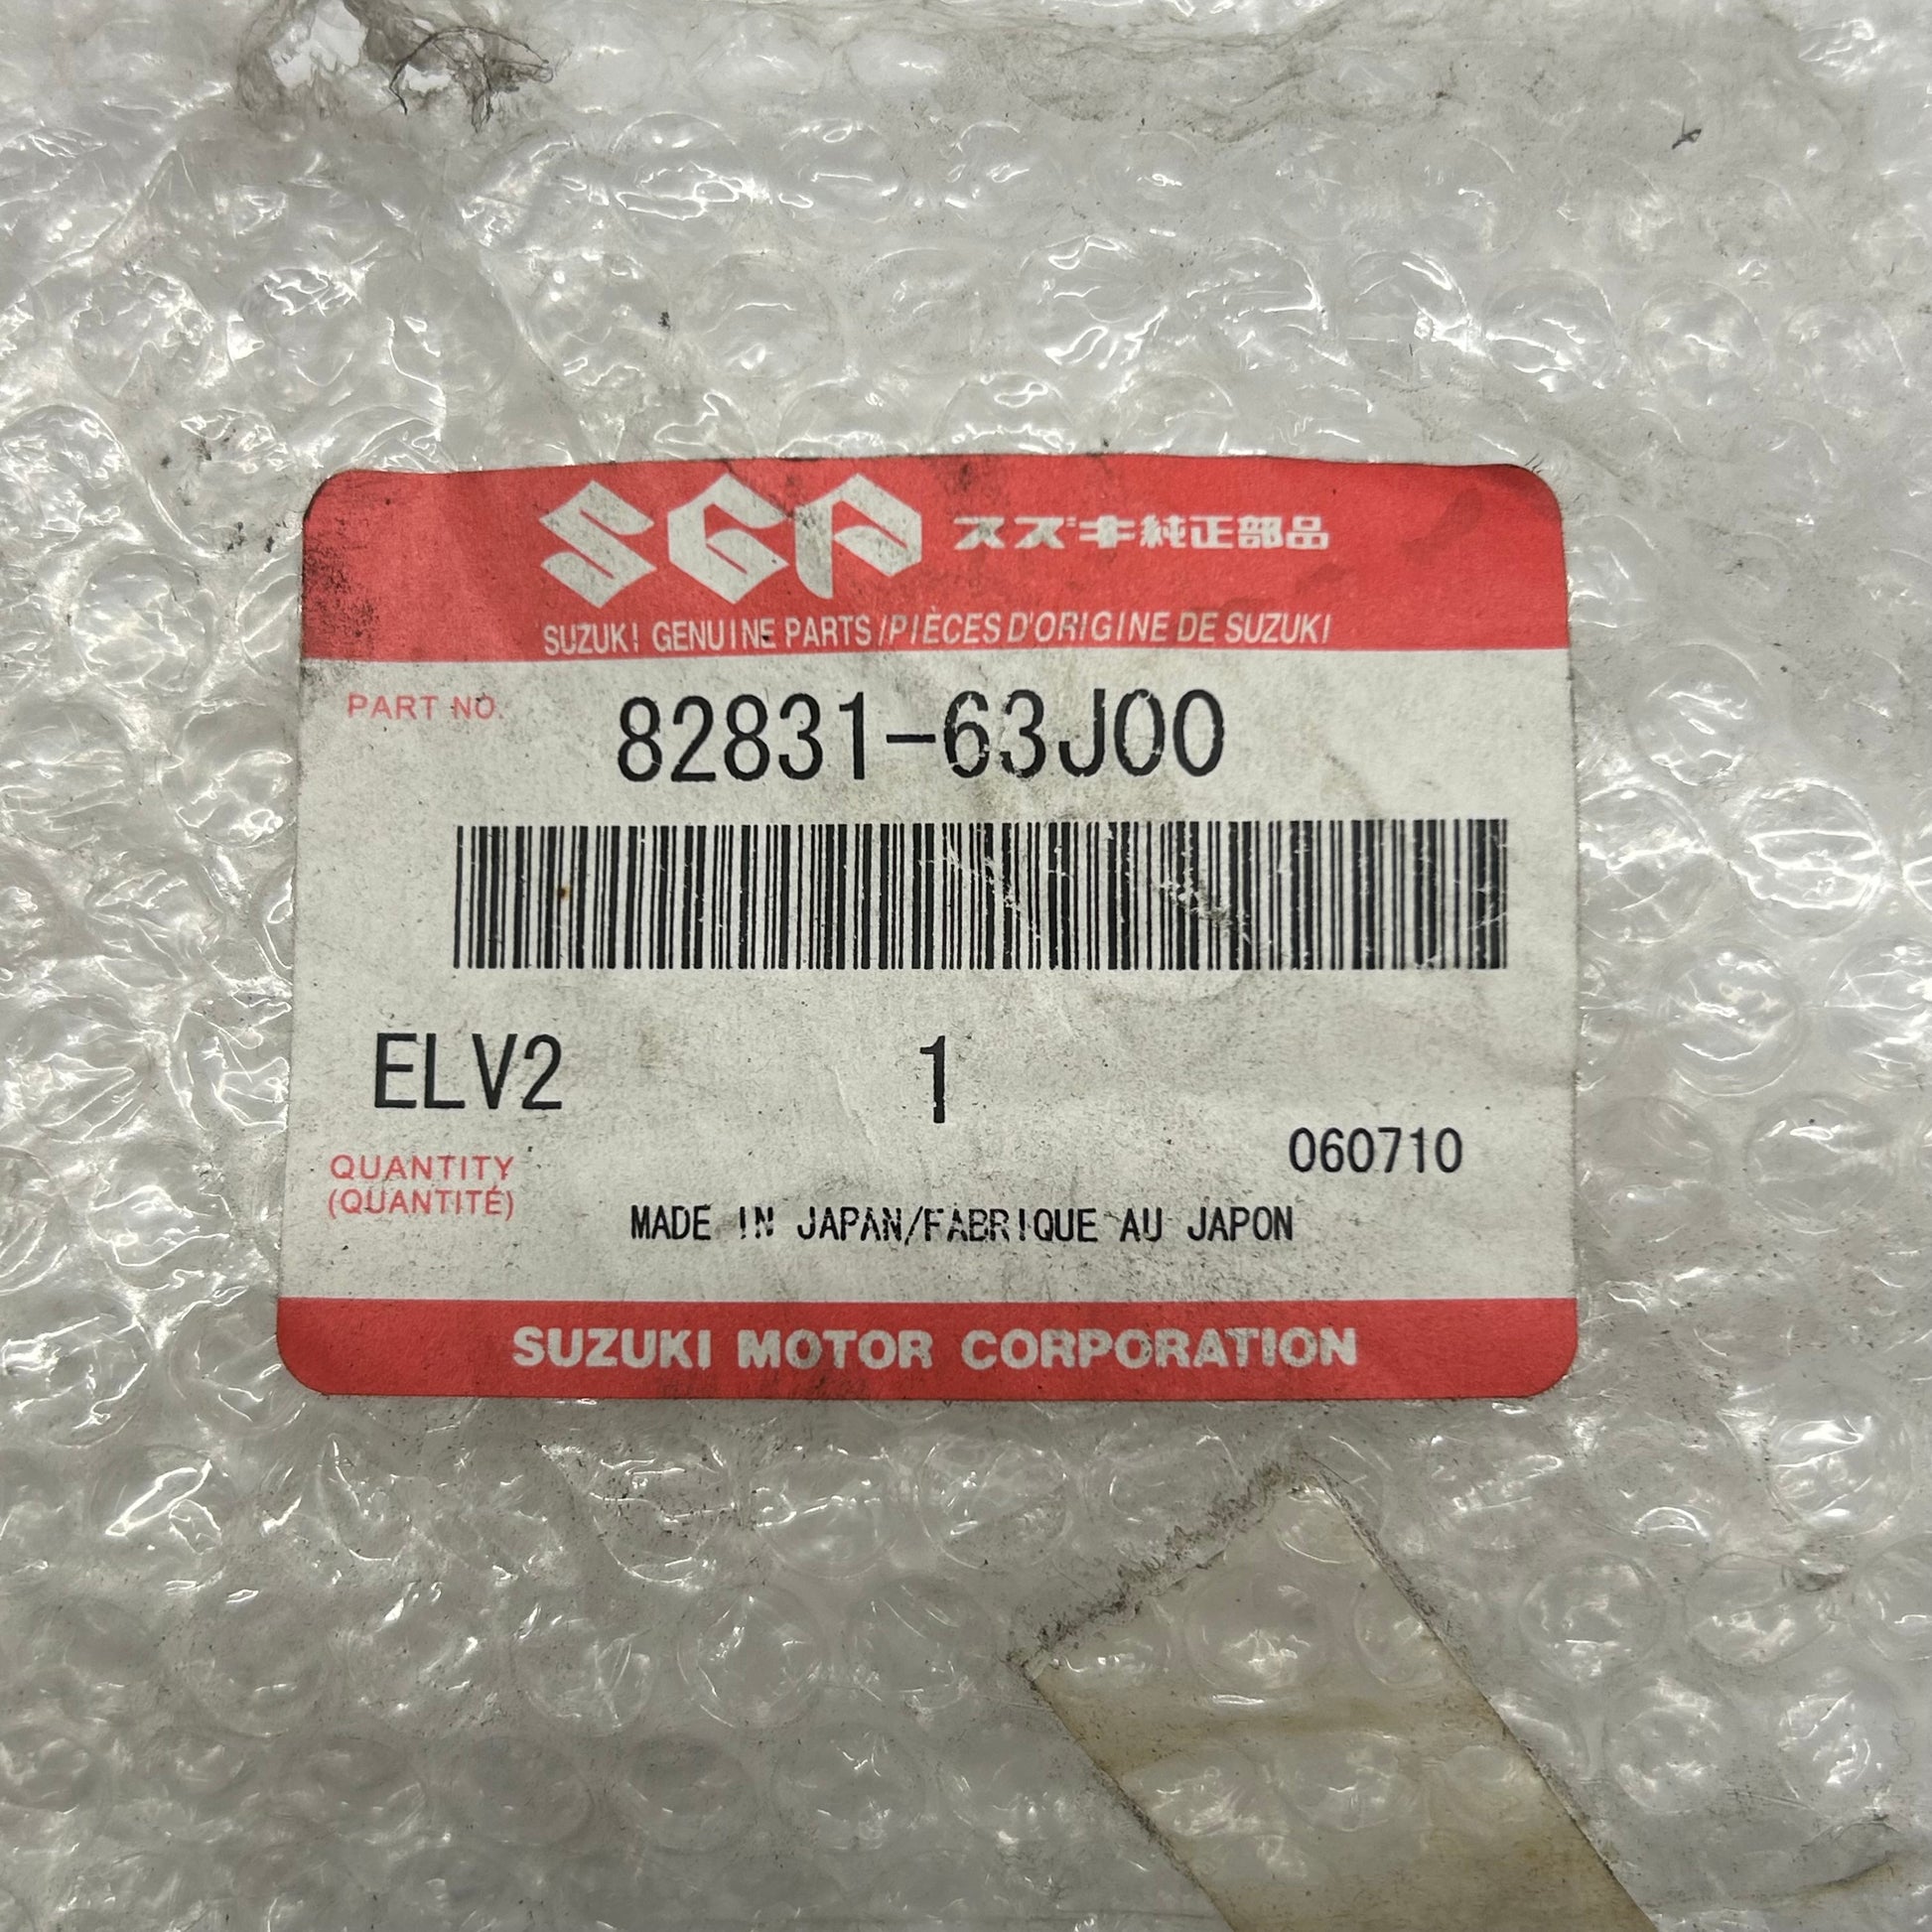 SGP スズキ純正部品
SUZUKI GENUINE PARTS/PIÈCES D'ORIGINE DE SUZUKI
PART NO. 82831-63J00
ELV2 1
060710
QUANTITY
(QUANTITÉ)
MADE IN JAPAN/FABRIQUE AU JAPON
SUZUKI MOTOR CORPORATION